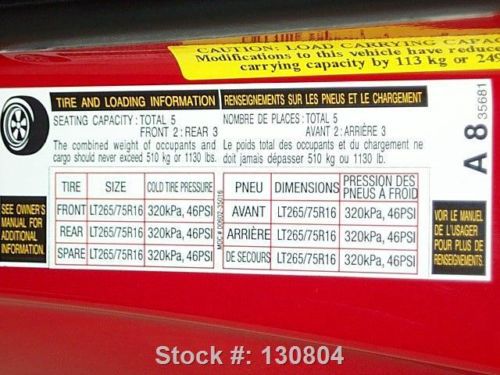 CAUTION: LOAD CARRYING CAPAC
Modifications to this vehicle have reduced
carrying capacity by 113 kg or 249
TIRE AND LOADING INFORMATION
SEATING CAPACITY : TOTAL 5
FRONT 2 : REAR 3
The combined weight of occupants and
cargo should never exceed 510 kg or 1130 lbs.
RENSEIGNEMENTS SUR LES PNEUS ET LE CHARGEMENT
NOMBRE DE PLACES : TOTAL 5
AVANT 2 : ARRIÈRE 3
Le poids total des occupants et du chargement ne
doit jamais dépasser 510 kg ou 1130 lb.
A 8 35681
SEE OWNER'S
MANUAL FOR
ADDITIONAL
INFORMATION.
TIRE SIZE COLD TIRE PRESSURE
FRONT LT265/75R16 320kPa, 46PSI
REAR LT265/75R16 320kPa, 46PSI
SPARE LT265/75R16 320kPa, 46PSI
PNEU DIMENSIONS PRESSION DES
PNEUS À FROID
AVANT LT265/75R16 320kPa, 46PSI
ARRIÈRE LT265/75R16 320kPa, 46PSI
DE SECOURS LT265/75R16 320kPa, 46PSI
VOIR LE MANUEL
DE L'USAGER
POUR PLUS DE
RENSEIGNEMENTS.
Stock #: 130804